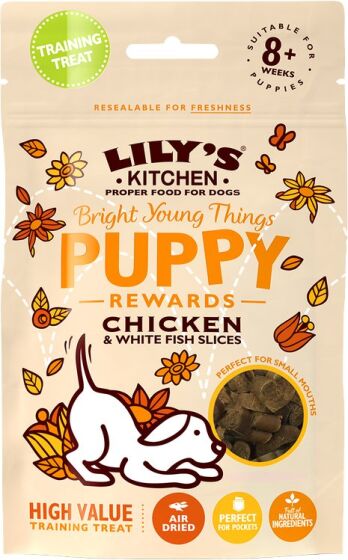 TRAINING
TREAT
SUITABLE FOR
8+
WEEKS
PUPPIES
RESEALABLE FOR FRESHNESS
LILY'S
KITCHEN
PROPER FOOD FOR DOGS
Bright Young Things
PUPPY
REWARDS
CHICKEN
& WHITE FISH SLICES
PERFECT FOR SMALL MOUTHS
HIGH VALUE
TRAINING TREAT
AIR
DRIED
PERFECT
FOR POCKETS
Full of
NATURAL
INGREDIENTS